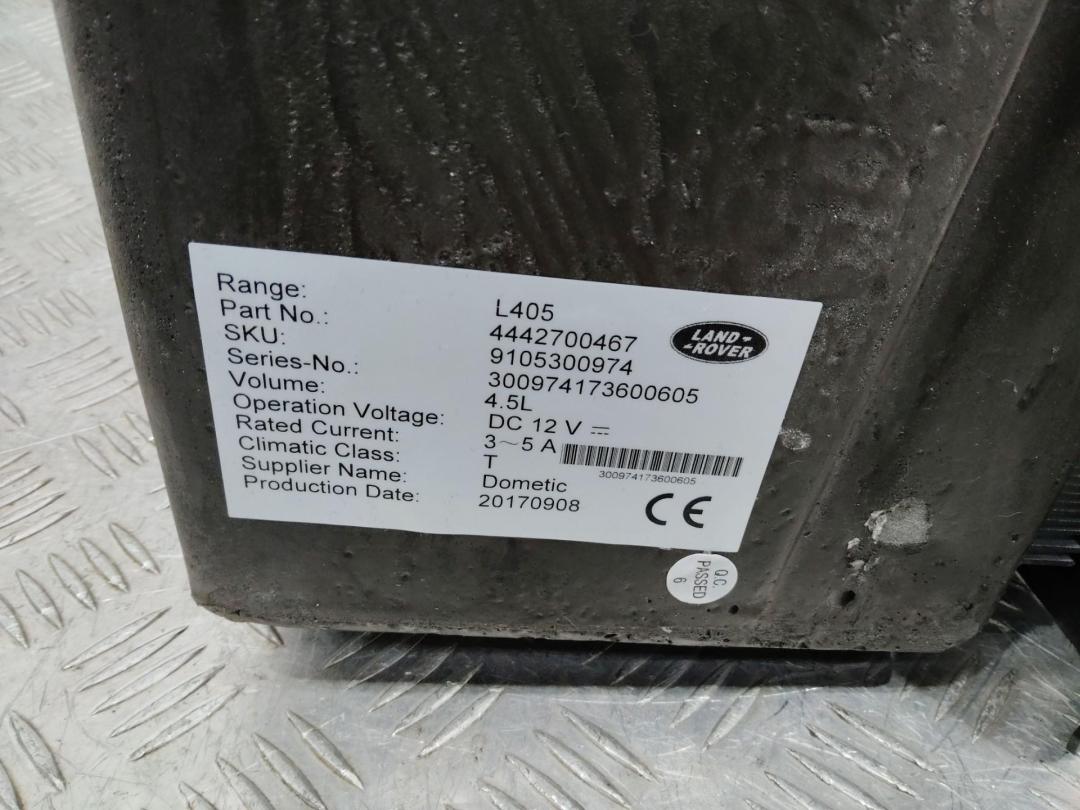 Range: L405
Part No.: 4442700467
SKU: 9105300974
Series-No.: 300974173600605
Volume: 4.5L
Operation Voltage: DC 12 V ⎓
Rated Current: 3~5 A
Climatic Class: T
Supplier Name: Dometic
Production Date: 20170908
LAND-
-ROVER
300974173600605
CE
Q.C.
PASSED
6